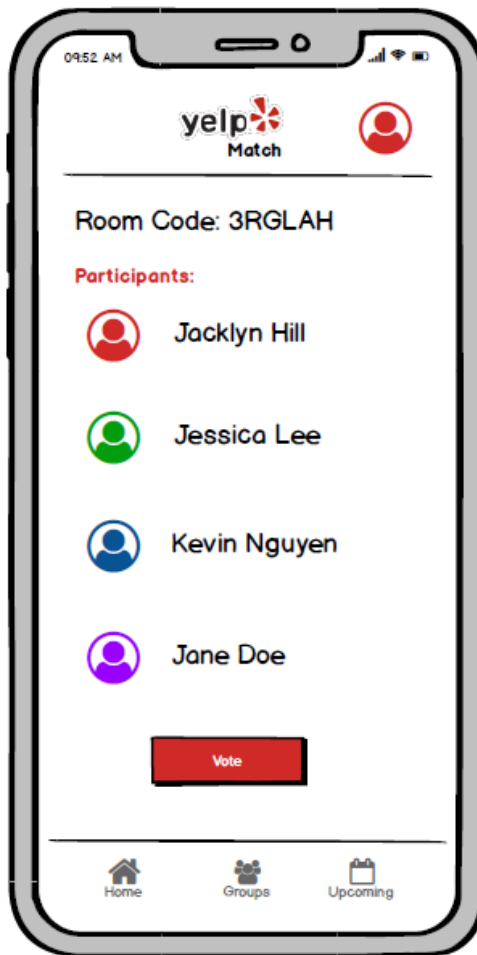 09:52 AM
yelp
Match
Room Code: 3RGLAH
Participants:
Jacklyn Hill
Jessica Lee
Kevin Nguyen
Jane Doe
Vote
Home Groups Upcoming